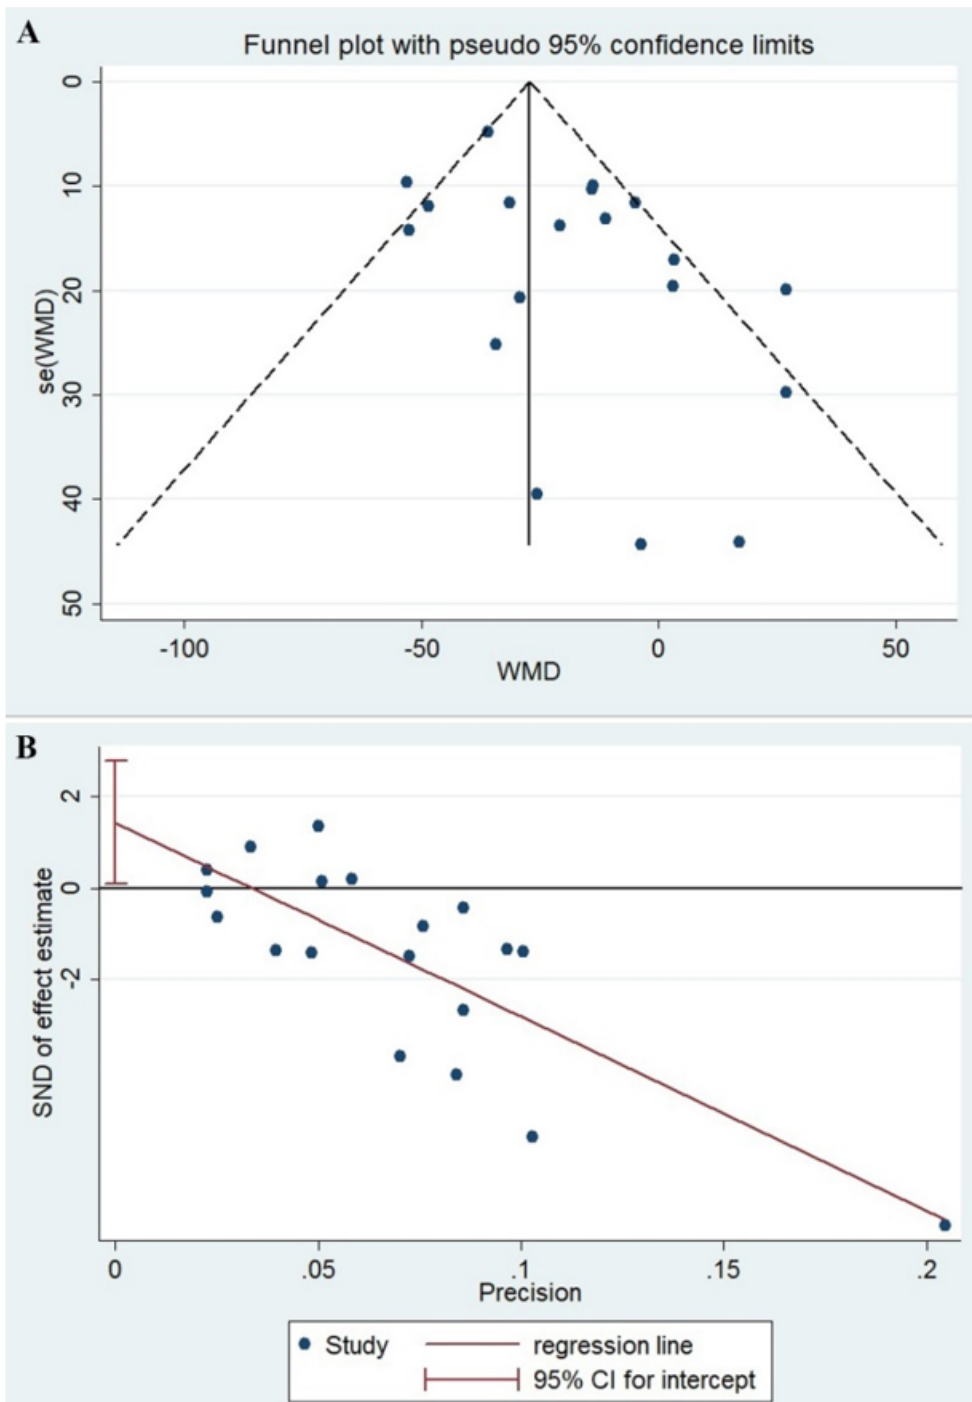 A
Funnel plot with pseudo 95% confidence limits
0
10
20
30
40
50
se(WMD)
-100 -50 0 50
WMD
B
2
0
-2
SND of effect estimate
0 .05 .1 .15 .2
Precision
Study regression line
95% CI for intercept